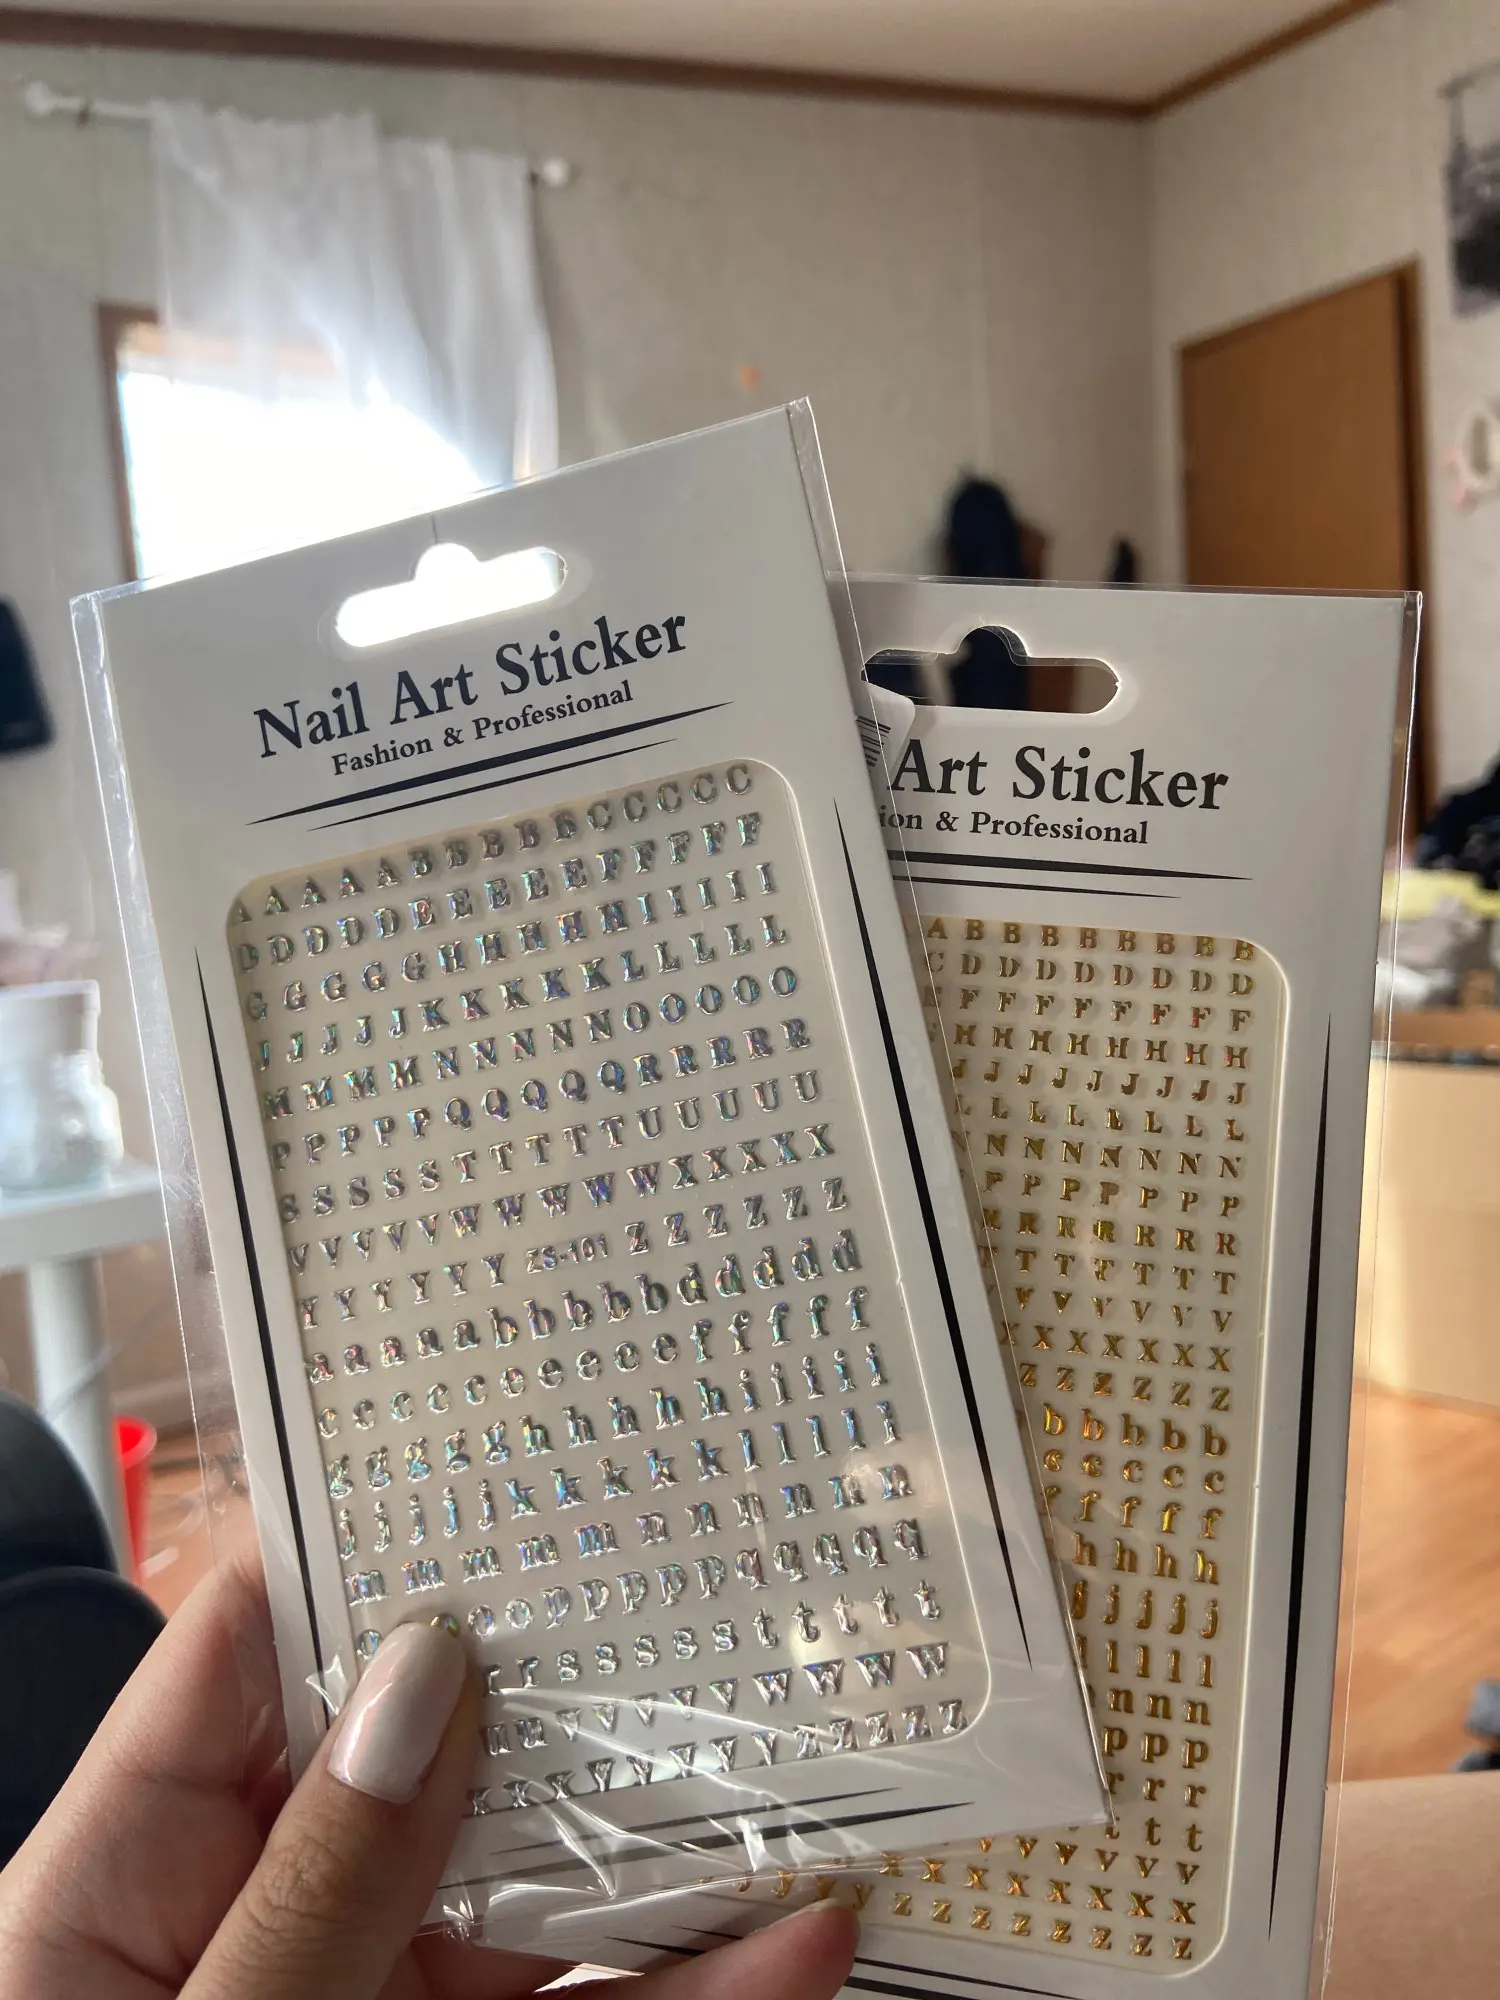 Nail Art Sticker
Fashion & Professional
A A A A A B B B B B C C C C C
D D D D E E E E E F F F F F
G G G G G H H H H H I I I I I
J J J J K K K K K L L L L L
M M M M N N N N N O O O O O
P P P P P Q Q Q Q Q R R R R R
S S S S S T T T T T U U U U U
V V V V W W W W W X X X X X
Y Y Y Y Y Y ZS-101 Z Z Z Z Z Z
a a a a a b b b b b d d d d d
c c c c c e e e e e f f f f f
g g g g g h h h h h i i i i i
j j j j j k k k k k l l l l l
m m m m m n n n m n n
o o o p p p p p q q q q q
r r s s s s s t t t t t
u u v v v v v w w w w
x x x y y y y y z z z z z
Art Sticker
ion & Professional
A B B B B B B B B
C D D D D D D D D
F F F F F F F F
H H H H H H H H
J J J J J J J J
L L L L L L L L
N N N N N N N N
P P P P P P P
R R R R R R R
T T T T T T T
V V V V V V
X X X X X X X
Z Z Z Z Z Z
b b b b b
c c c c c
f f f f
h h h h
j j j j
l l l l
n n n
p p p
r r r
t t t
v v v v v v
x x x x x x x x
y y y y z z z z z z z z